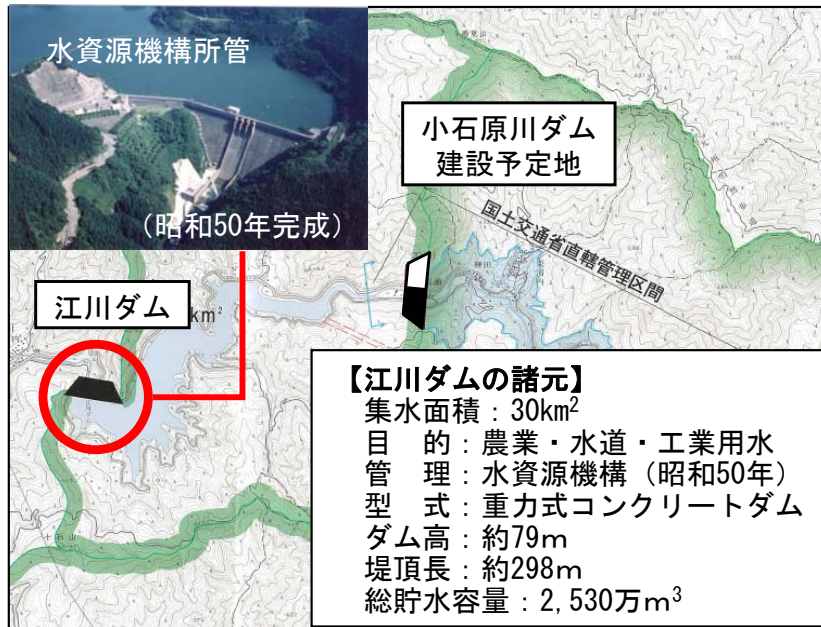 水資源機構所管
(昭和50年完成)
小石原川ダム
建設予定地
国土交通省直轄管理区間
江川ダム
km²
【江川ダムの諸元】
集水面積:30km²
目 的:農業・水道・工業用水
管 理:水資源機構(昭和50年)
型 式:重力式コンクリートダム
ダム高:約79m
堤頂長:約298m
総貯水容量:2,530万m³